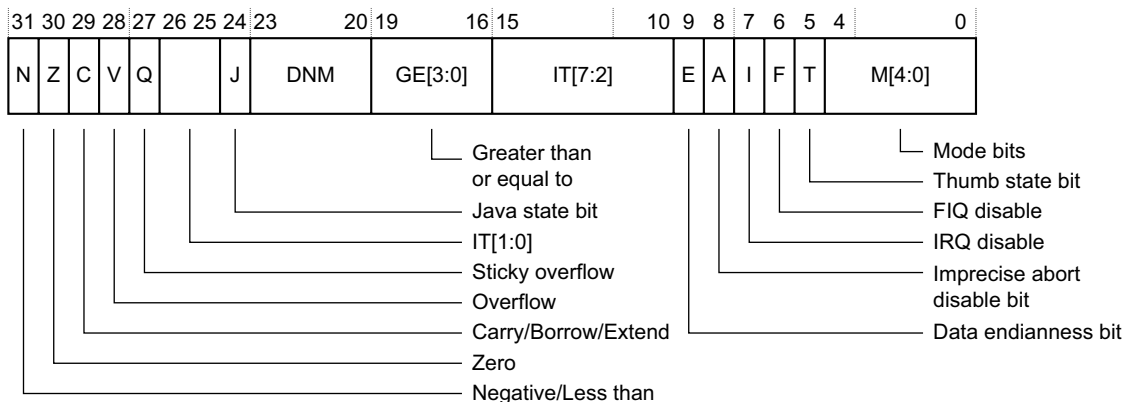 31 30 29 28 27 26 25 24 23 20 19 16 15 10 9 8 7 6 5 4 0
N Z C V Q J DNM GE[3:0] IT[7:2] E A I F T M[4:0]
Greater than
or equal to
Java state bit
IT[1:0]
Sticky overflow
Overflow
Carry/Borrow/Extend
Zero
Negative/Less than
Mode bits
Thumb state bit
FIQ disable
IRQ disable
Imprecise abort
disable bit
Data endianness bit